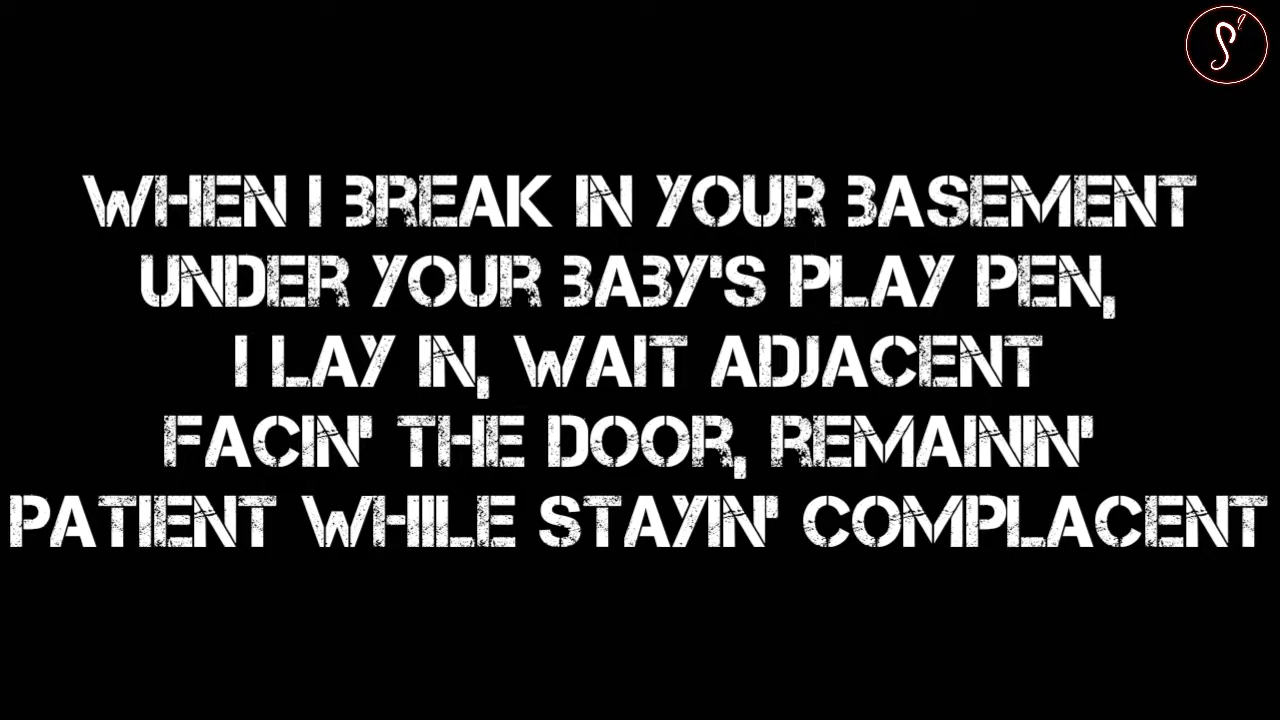 WHEN I BREAK IN YOUR BASEMENT
UNDER YOUR BABY'S PLAY PEN,
I LAY IN, WAIT ADJACENT
FACIN' THE DOOR, REMAININ'
PATIENT WHILE STAYIN' COMPLACENT